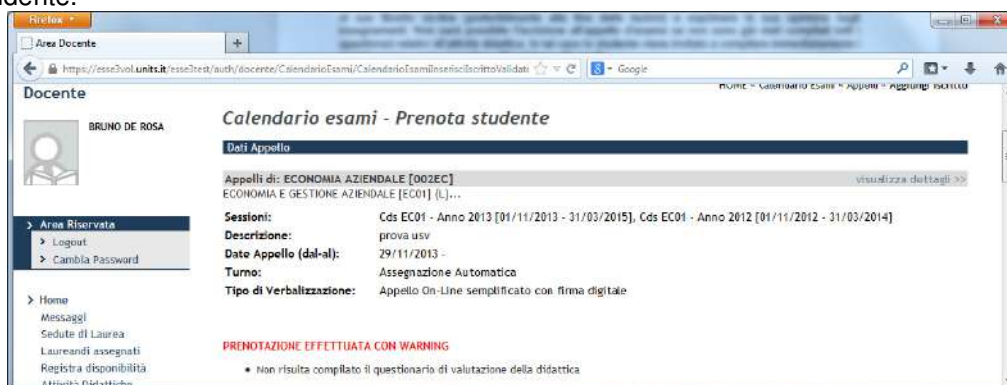 dente.
Firefox
Area Docente
https://esse3vol.units.it/esse3test/auth/docente/CalendarioEsami/CalendarioEsamiInserisciIscrittoValidati
Google
Docente
HOME » Calendario Esami » Appelli » Aggiungi iscritto
BRUNO DE ROSA
Calendario esami - Prenota studente
Dati Appello
Appelli di: ECONOMIA AZIENDALE [002EC]
visualizza dettagli >>
ECONOMIA E GESTIONE AZIENDALE [EC01] (L)...
Sessioni: Cds EC01 - Anno 2013 [01/11/2013 - 31/03/2015], Cds EC01 - Anno 2012 [01/11/2012 - 31/03/2014]
Descrizione: prova usv
Date Appello (dal-al): 29/11/2013 -
Turno: Assegnazione Automatica
Tipo di Verbalizzazione: Appello On-Line semplificato con firma digitale
Area Riservata
Logout
Cambia Password
Home
Messaggi
Sedute di Laurea
Laureandi assegnati
Registra disponibilità
Attività Didattiche
PRENOTAZIONE EFFETTUATA CON WARNING
• Non risulta compilato il questionario di valutazione della didattica